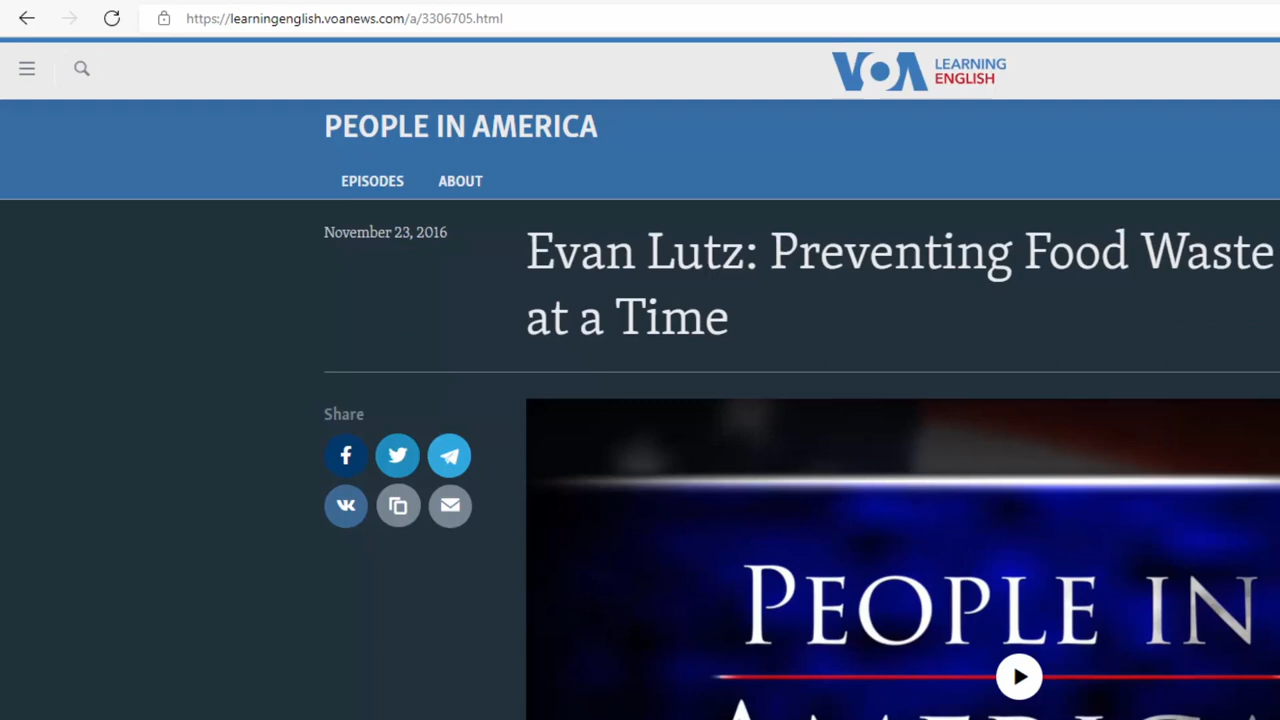 https://learningenglish.voanews.com/a/3306705.html
VOA LEARNING
ENGLISH
PEOPLE IN AMERICA
EPISODES ABOUT
November 23, 2016
Evan Lutz: Preventing Food Waste
at a Time
Share
PEOPLE IN
AMERICA